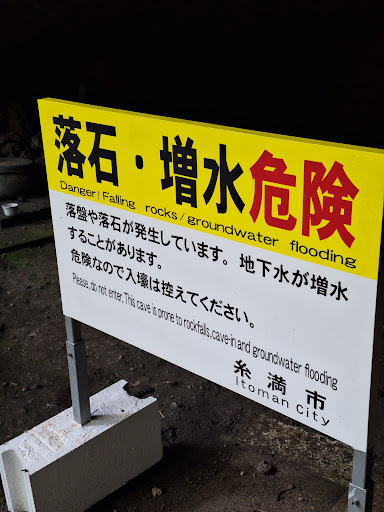 落石・増水危険
Danger! Falling rocks/groundwater flooding
落盤や落石が発生しています。地下水が増水
することがあります。
危険なので入壕は控えてください。
Please, do not enter. This cave is prone to rockfalls, cave-in and groundwater flooding
糸満市
Itoman City